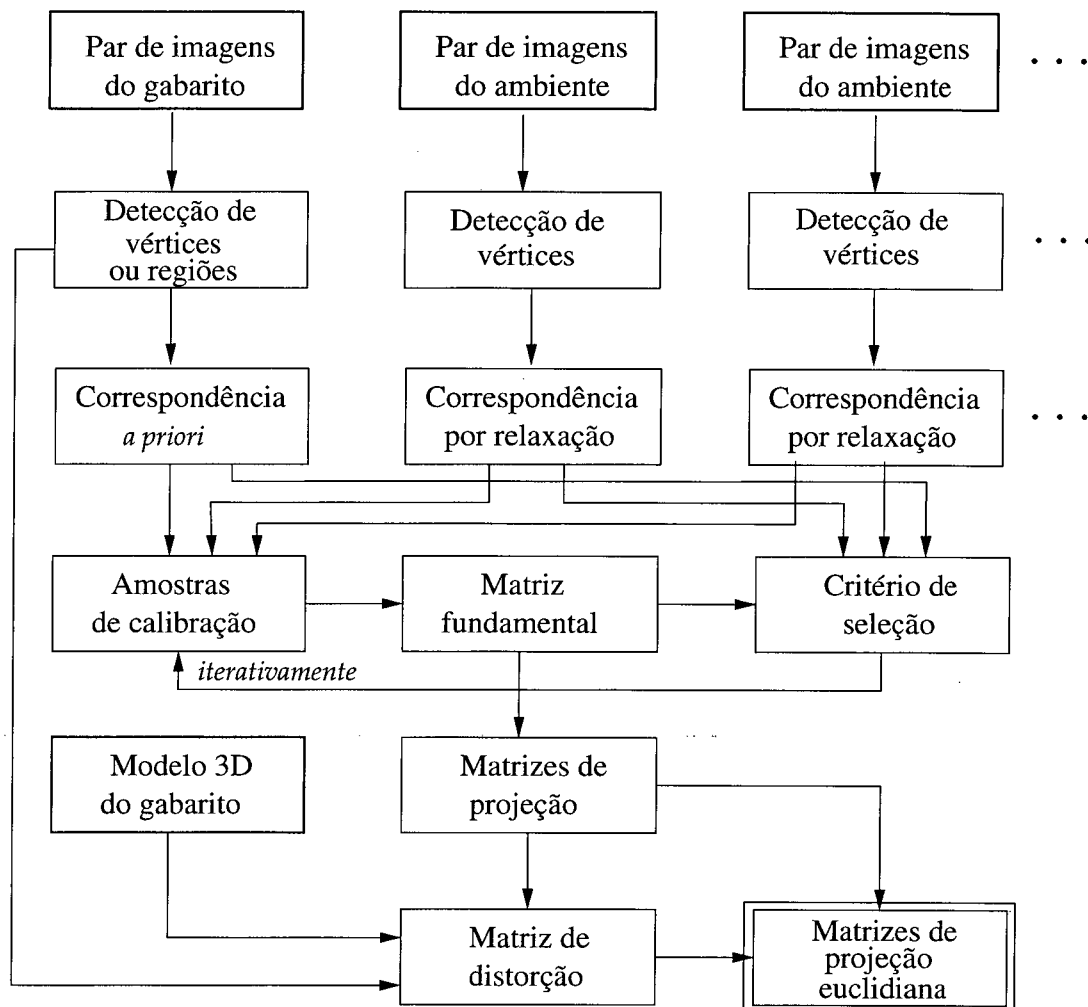 Par de imagens
do gabarito
Par de imagens
do ambiente
Par de imagens
do ambiente
. . .
Detecção de
vértices
ou regiões
Detecção de
vértices
Detecção de
vértices
. . .
Correspondência
a priori
Correspondência
por relaxação
Correspondência
por relaxação
. . .
Amostras
de calibração
Matriz
fundamental
Critério de
seleção
iterativamente
Modelo 3D
do gabarito
Matrizes de
projeção
Matriz de
distorção
Matrizes de
projeção
euclidiana